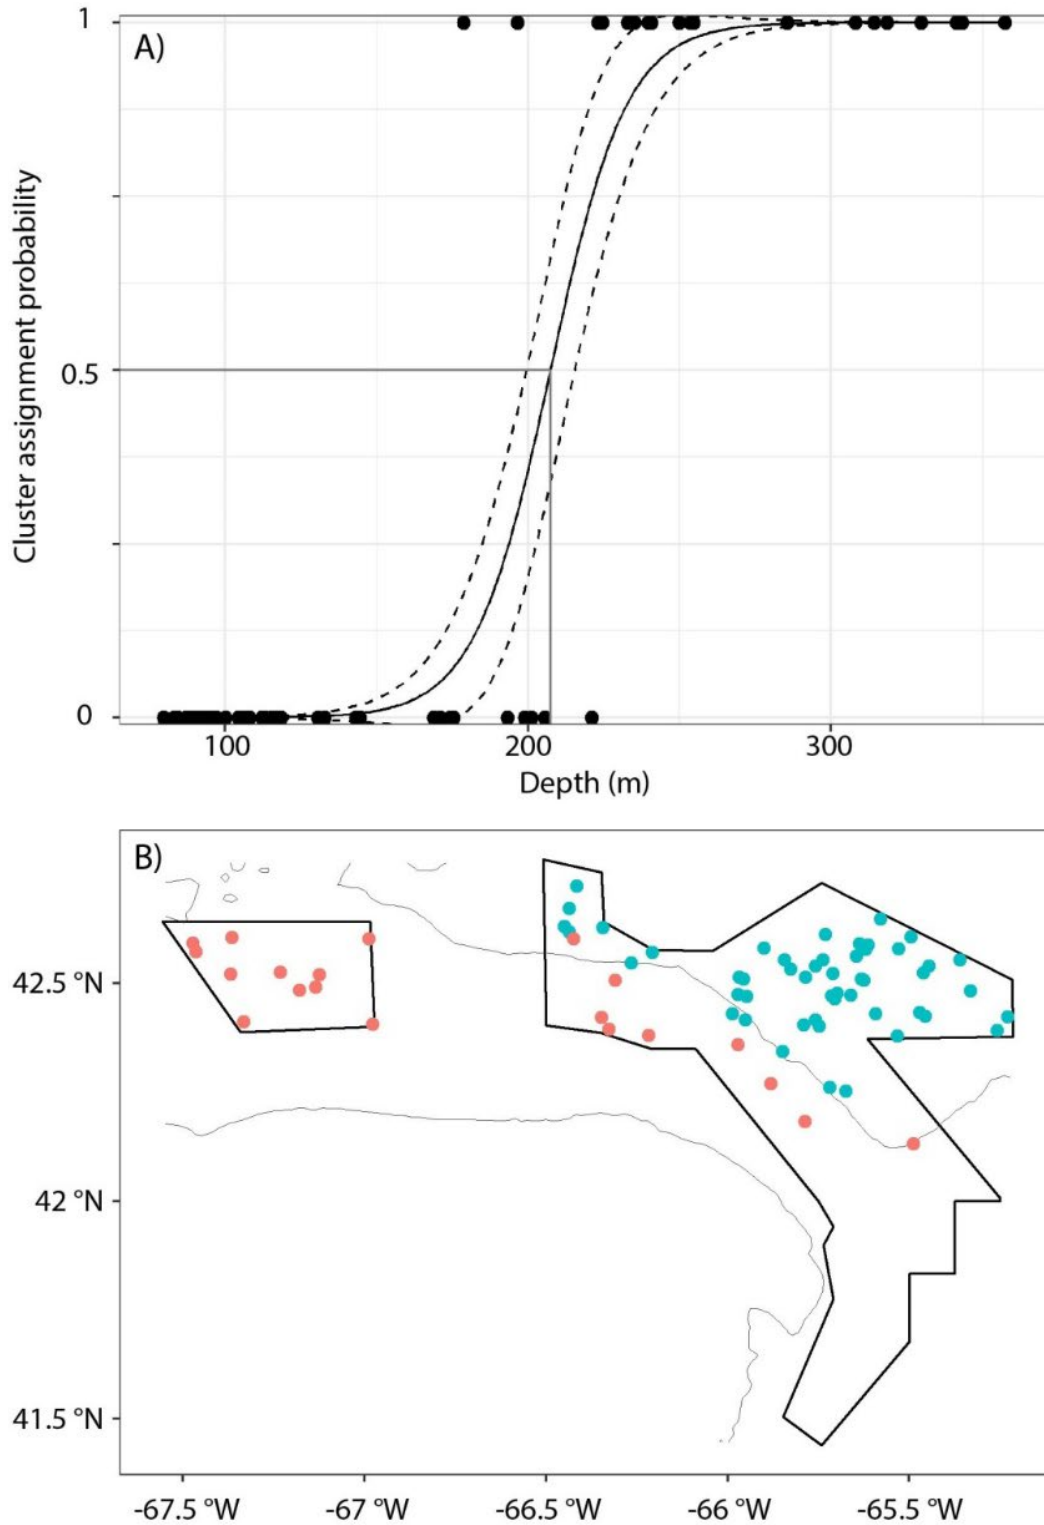 A)
Cluster assignment probability
1
0.5
0
100 200 300
Depth (m)
B)
42.5 °N
42 °N
41.5 °N
-67.5 °W -67 °W -66.5 °W -66 °W -65.5 °W